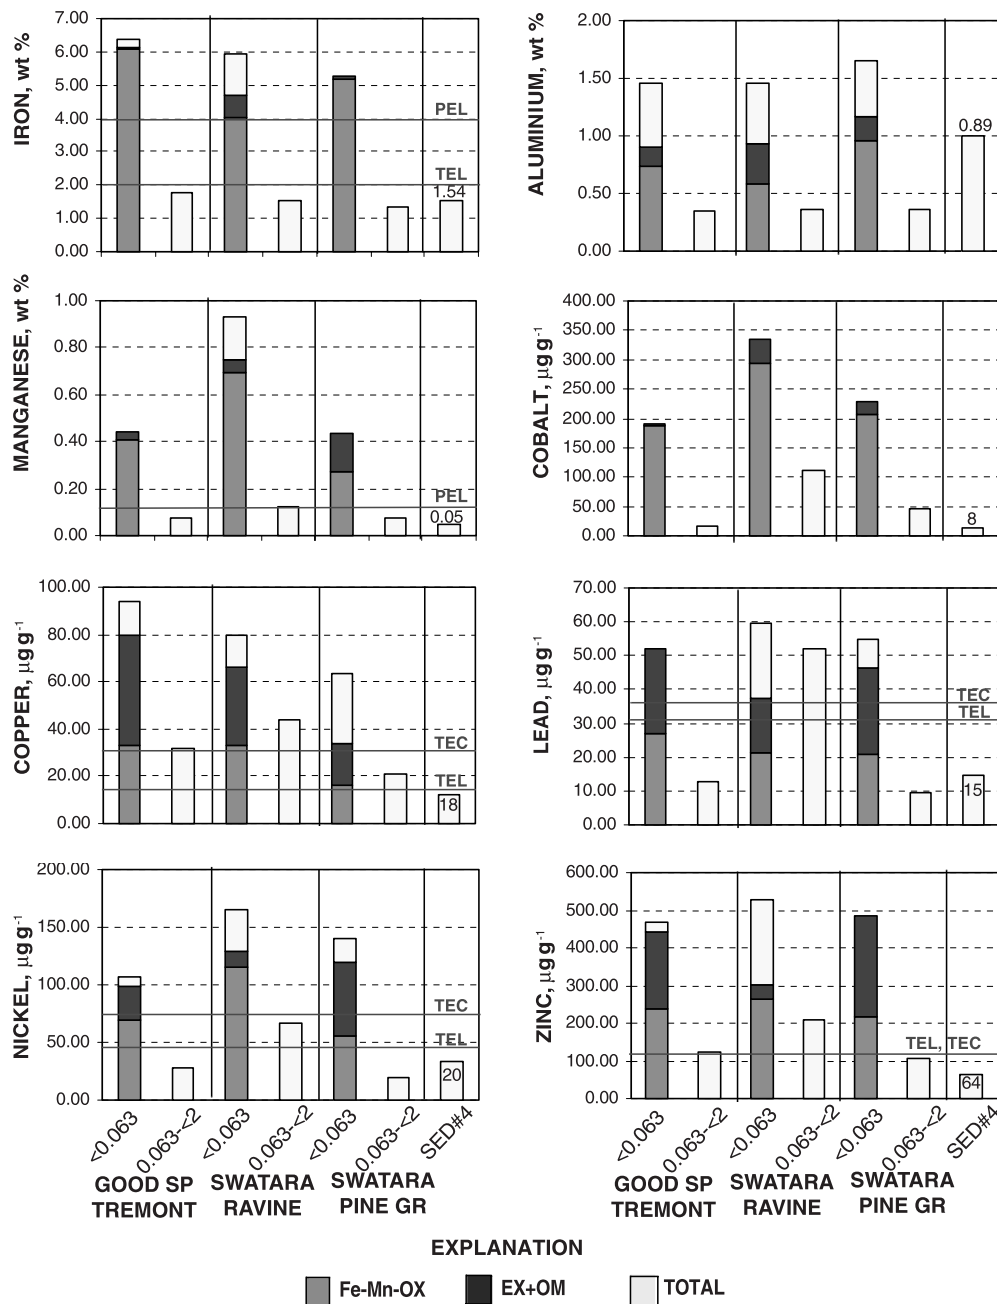 IRON, wt %
7.00
6.00
5.00
4.00
3.00
2.00
1.00
0.00
PEL
TEL
1.54
ALUMINIUM, wt %
2.00
1.50
1.00
0.50
0.00
0.89
MANGANESE, wt %
1.00
0.80
0.60
0.40
0.20
0.00
PEL
0.05
COBALT, µgg-1
400.00
350.00
300.00
250.00
200.00
150.00
100.00
50.00
0.00
8
COPPER, µgg-1
100.00
80.00
60.00
40.00
20.00
0.00
TEC
TEL
18
LEAD, µgg-1
70.00
60.00
50.00
40.00
30.00
20.00
10.00
0.00
TEC
TEL
15
NICKEL, µgg-1
200.00
150.00
100.00
50.00
0.00
TEC
TEL
20
ZINC, µgg-1
600.00
500.00
400.00
300.00
200.00
100.00
0.00
TEL, TEC
64
<0.063
0.063-<2
<0.063
0.063-<2
<0.063
0.063-<2
SED#4
GOOD SP TREMONT
SWATARA RAVINE
SWATARA PINE GR
<0.063
0.063-<2
<0.063
0.063-<2
<0.063
0.063-<2
SED#4
GOOD SP TREMONT
SWATARA RAVINE
SWATARA PINE GR
EXPLANATION
Fe-Mn-OX EX+OM TOTAL